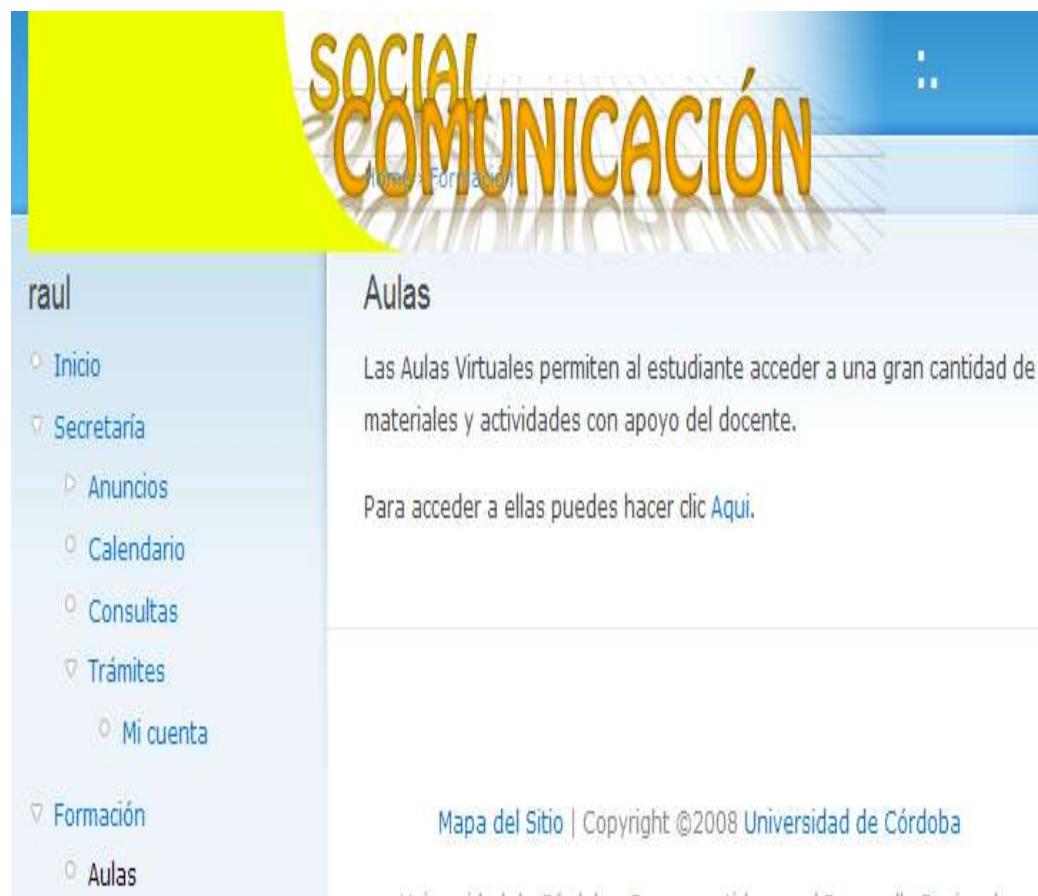 SOCIAL
COMUNICACIÓN
Home » Formación
raul
Inicio
Secretaría
Anuncios
Calendario
Consultas
Trámites
Mi cuenta
Formación
Aulas
Aulas
Las Aulas Virtuales permiten al estudiante acceder a una gran cantidad de
materiales y actividades con apoyo del docente.
Para acceder a ellas puedes hacer clic Aqui.
Mapa del Sitio | Copyright ©2008 Universidad de Córdoba